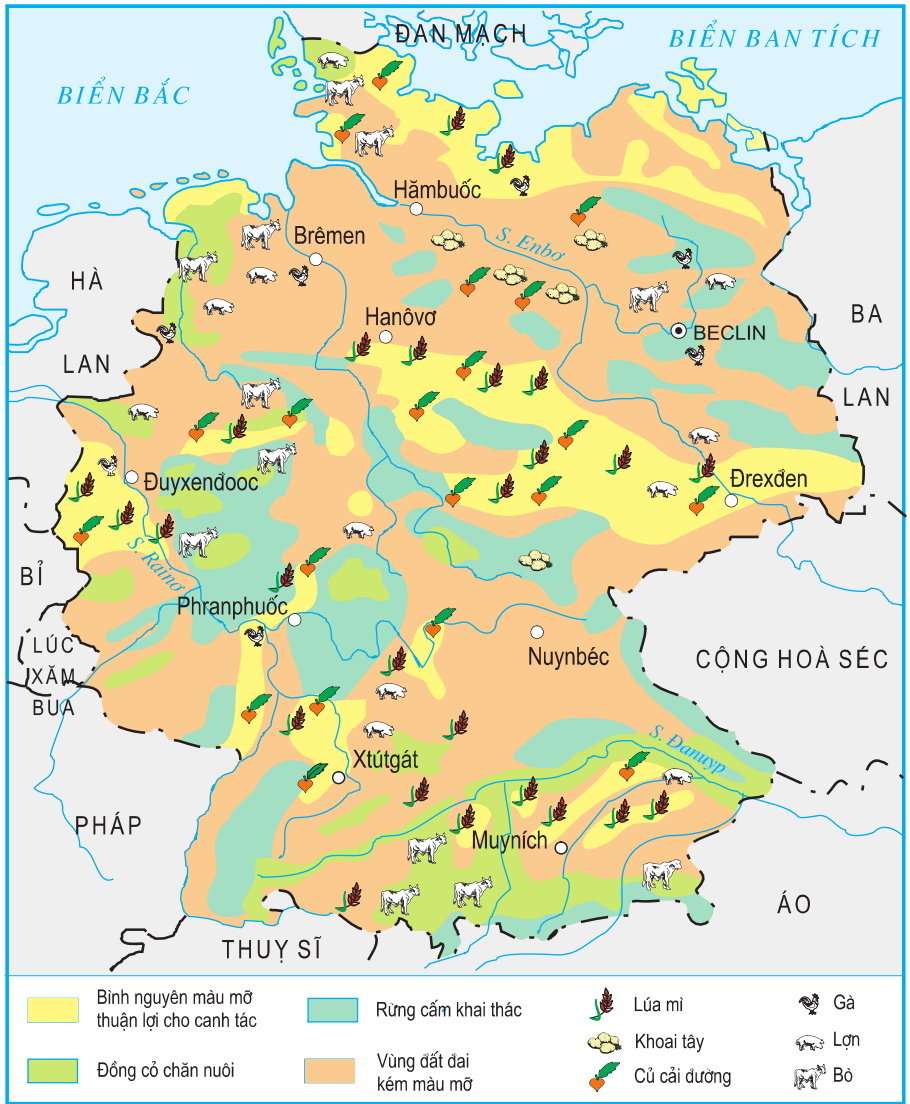 ĐAN MẠCH
BIỂN BAN TÍCH
BIỂN BẮC
Hămbuốc
S. Enbơ
Brêmen
HÀ
LAN
Hanôvơ
BECLIN
BA
LAN
Đuyxenđooc
Đrexđen
S. Rainơ
BỈ
Phranphuốc
LÚC
XĂM
BUA
Nuynbéc
CỘNG HOÀ SÉC
S. Đanuyp
Xtútgát
PHÁP
Muyních
ÁO
THUỴ SĨ
Bình nguyên màu mỡ
thuận lợi cho canh tác
Rừng cấm khai thác
Lúa mì
Gà
Khoai tây
Lợn
Đồng cỏ chăn nuôi
Vùng đất đai
kém màu mỡ
Củ cải đường
Bò